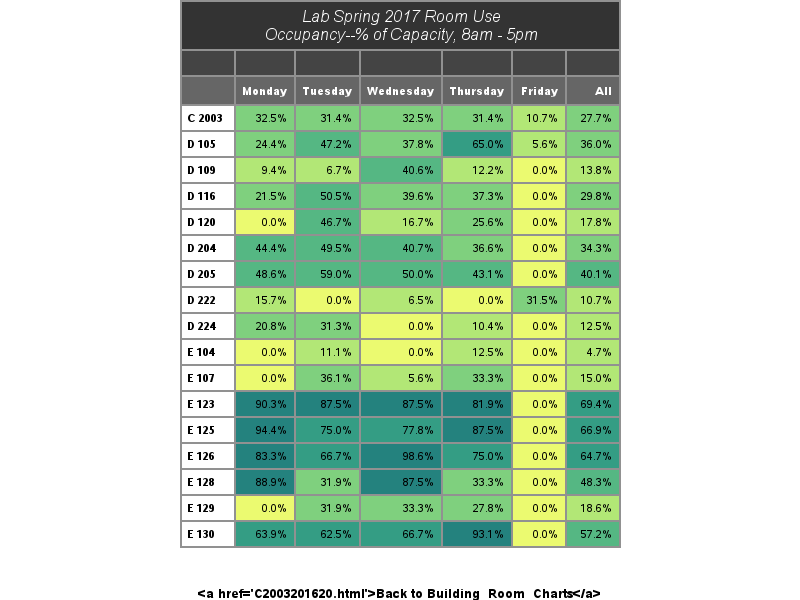 Lab Spring 2017 Room Use
Occupancy--% of Capacity, 8am - 5pm
Monday Tuesday Wednesday Thursday Friday All
C 2003 32.5% 31.4% 32.5% 31.4% 10.7% 27.7%
D 105 24.4% 47.2% 37.8% 65.0% 5.6% 36.0%
D 109 9.4% 6.7% 40.6% 12.2% 0.0% 13.8%
D 116 21.5% 50.5% 39.6% 37.3% 0.0% 29.8%
D 120 0.0% 46.7% 16.7% 25.6% 0.0% 17.8%
D 204 44.4% 49.5% 40.7% 36.6% 0.0% 34.3%
D 205 48.6% 59.0% 50.0% 43.1% 0.0% 40.1%
D 222 15.7% 0.0% 6.5% 0.0% 31.5% 10.7%
D 224 20.8% 31.3% 0.0% 10.4% 0.0% 12.5%
E 104 0.0% 11.1% 0.0% 12.5% 0.0% 4.7%
E 107 0.0% 36.1% 5.6% 33.3% 0.0% 15.0%
E 123 90.3% 87.5% 87.5% 81.9% 0.0% 69.4%
E 125 94.4% 75.0% 77.8% 87.5% 0.0% 66.9%
E 126 83.3% 66.7% 98.6% 75.0% 0.0% 64.7%
E 128 88.9% 31.9% 87.5% 33.3% 0.0% 48.3%
E 129 0.0% 31.9% 33.3% 27.8% 0.0% 18.6%
E 130 63.9% 62.5% 66.7% 93.1% 0.0% 57.2%
<a href='C2003201620.html'>Back to Building  Room  Charts</a>